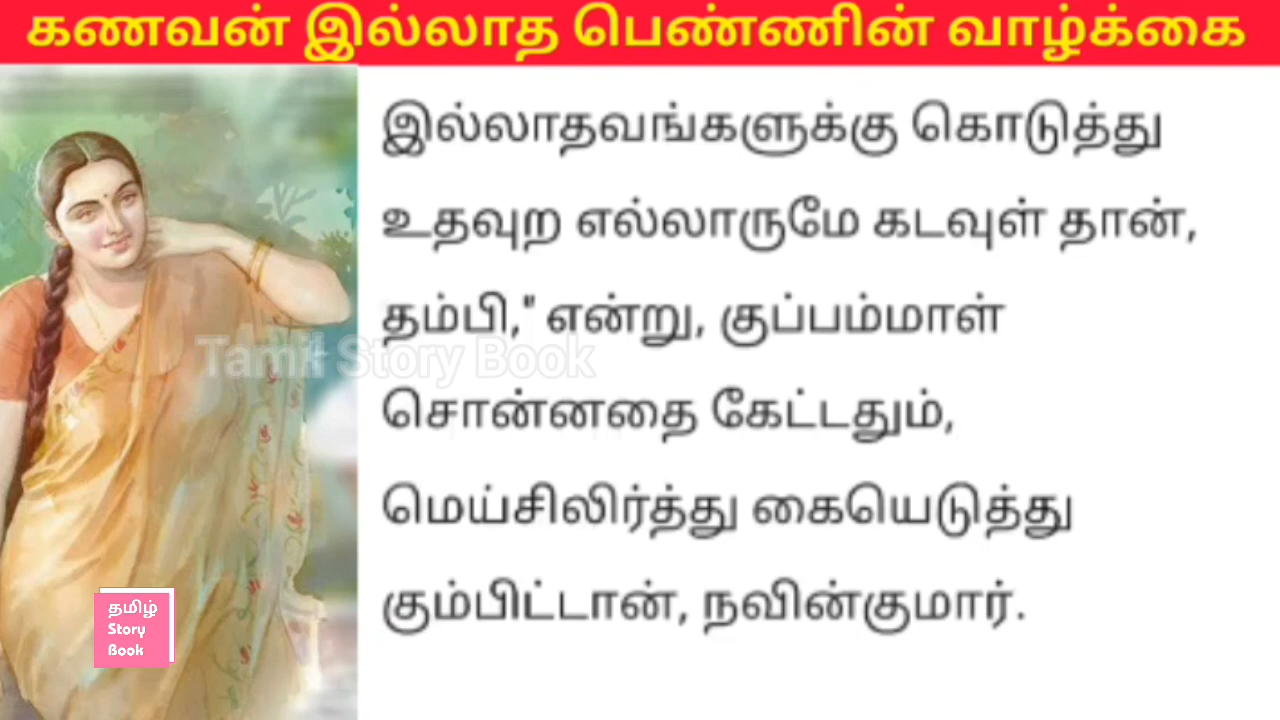 கணவன் இல்லாத பெண்ணின் வாழ்க்கை
இல்லாதவங்களுக்கு கொடுத்து
உதவுற எல்லாருமே கடவுள் தான்,
தம்பி," என்று, குப்பம்மாள்
Tamil Story Book
சொன்னதை கேட்டதும்,
மெய்சிலிர்த்து கையெடுத்து
கும்பிட்டான், நவின்குமார்.
தமிழ்
Story
Book